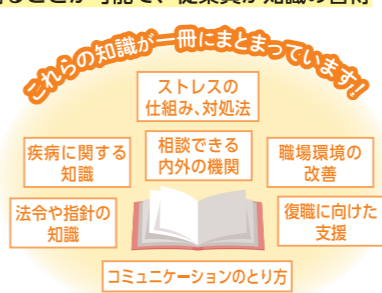 これらの知識が一冊にまとまっています!
ストレスの
仕組み、対処法
疾病に関する
知識
相談できる
内外の機関
職場環境の
改善
法令や指針の
知識
復職に向けた
支援
コミュニケーションのとり方